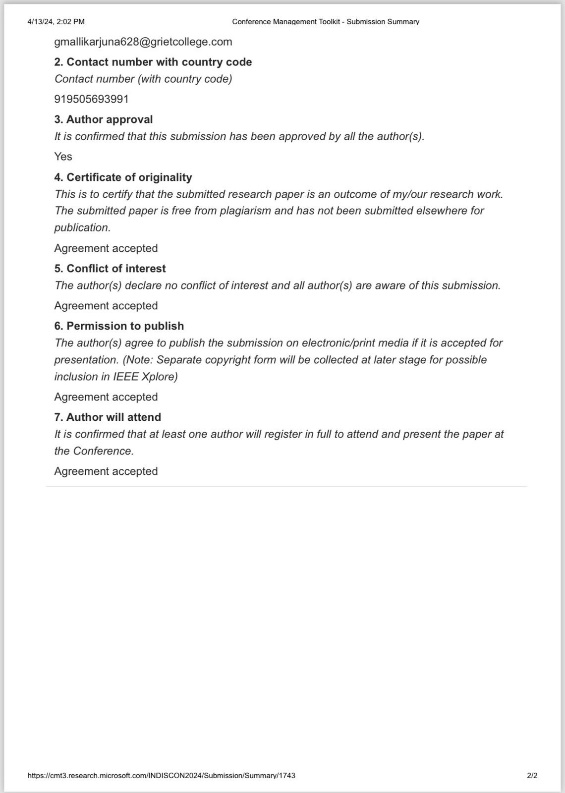 4/13/24, 2:02 PM Conference Management Toolkit - Submission Summary
gmallikarjuna628@grietcollege.com
2. Contact number with country code
Contact number (with country code)
919505693991
3. Author approval
It is confirmed that this submission has been approved by all the author(s).
Yes
4. Certificate of originality
This is to certify that the submitted research paper is an outcome of my/our research work.
The submitted paper is free from plagiarism and has not been submitted elsewhere for
publication.
Agreement accepted
5. Conflict of interest
The author(s) declare no conflict of interest and all author(s) are aware of this submission.
Agreement accepted
6. Permission to publish
The author(s) agree to publish the submission on electronic/print media if it is accepted for
presentation. (Note: Separate copyright form will be collected at later stage for possible
inclusion in IEEE Xplore)
Agreement accepted
7. Author will attend
It is confirmed that at least one author will register in full to attend and present the paper at
the Conference.
Agreement accepted
https://cmt3.research.microsoft.com/INDISCON2024/Submission/Summary/1743 2/2